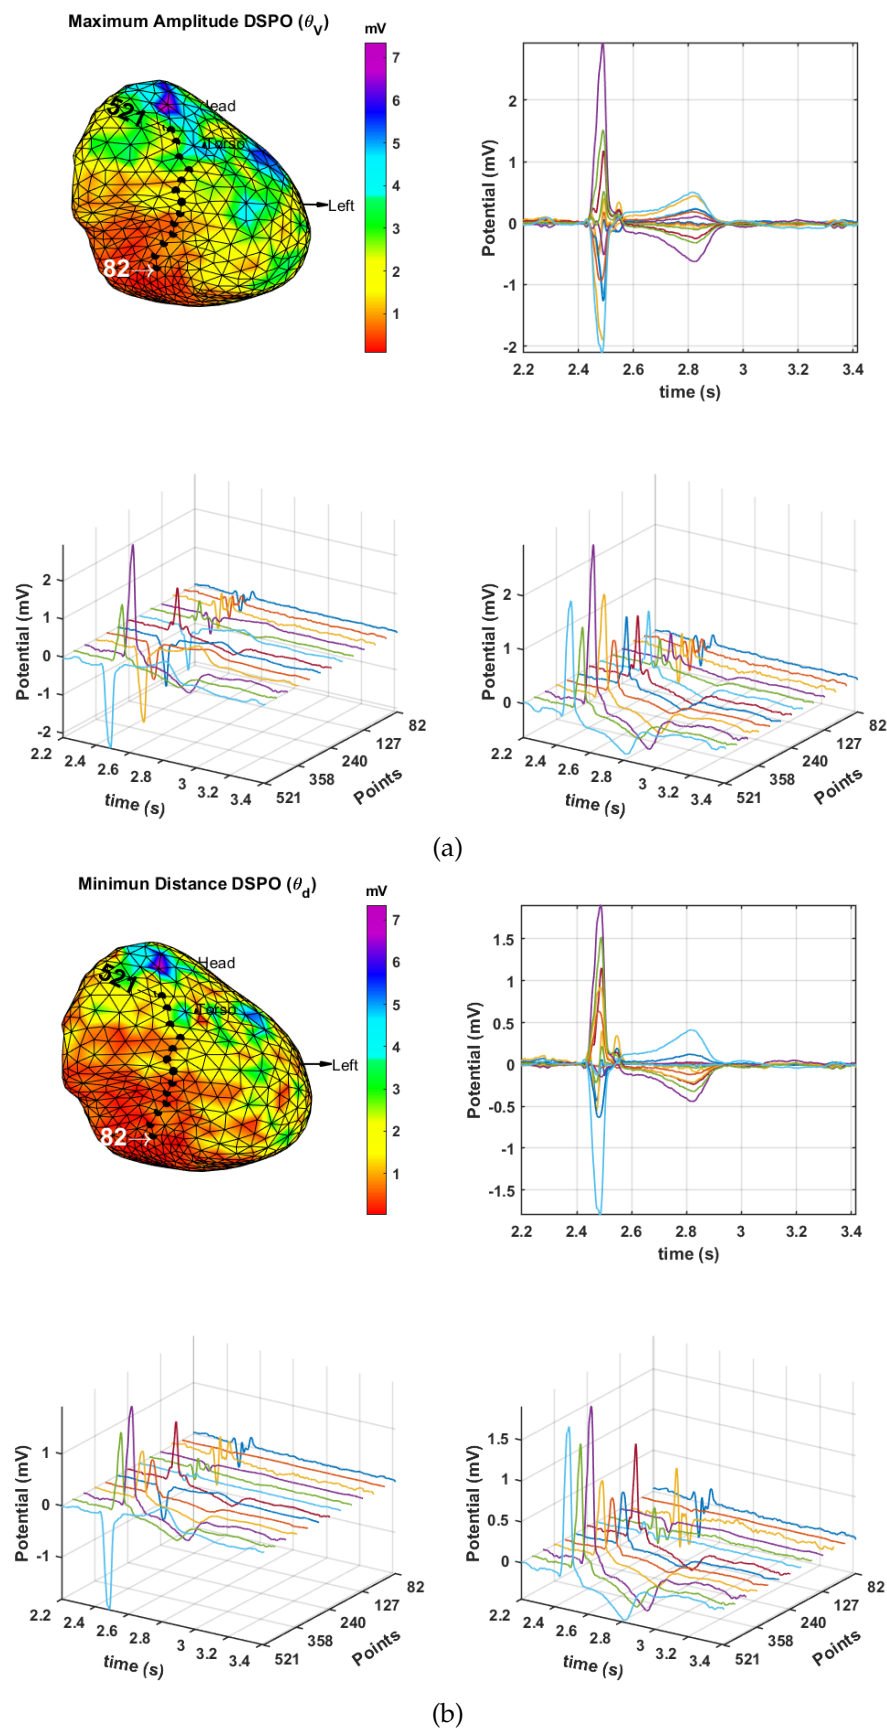 Maximum Amplitude DSPO (θV)
mV
7
6
5
4
3
2
1
521
Head
Torso
Left
82→
Potential (mV)
2
1
0
-1
-2
2.2 2.4 2.6 2.8 3 3.2 3.4
time (s)
Potential (mV)
2
1
0
-1
-2
2.2 2.4 2.6 2.8 3 3.2 3.4
time (s)
521 358 240 127 82
Points
Potential (mV)
2
1
0
2.2 2.4 2.6 2.8 3 3.2 3.4
time (s)
521 358 240 127 82
Points
(a)
Minimun Distance DSPO (θd)
mV
7
6
5
4
3
2
1
521
Head
Torso
Left
82→
Potential (mV)
1.5
1
0.5
0
-0.5
-1
-1.5
2.2 2.4 2.6 2.8 3 3.2 3.4
time (s)
Potential (mV)
1
0
-1
2.2 2.4 2.6 2.8 3 3.2 3.4
time (s)
521 358 240 127 82
Points
Potential (mV)
1.5
1
0.5
0
2.2 2.4 2.6 2.8 3 3.2 3.4
time (s)
521 358 240 127 82
Points
(b)